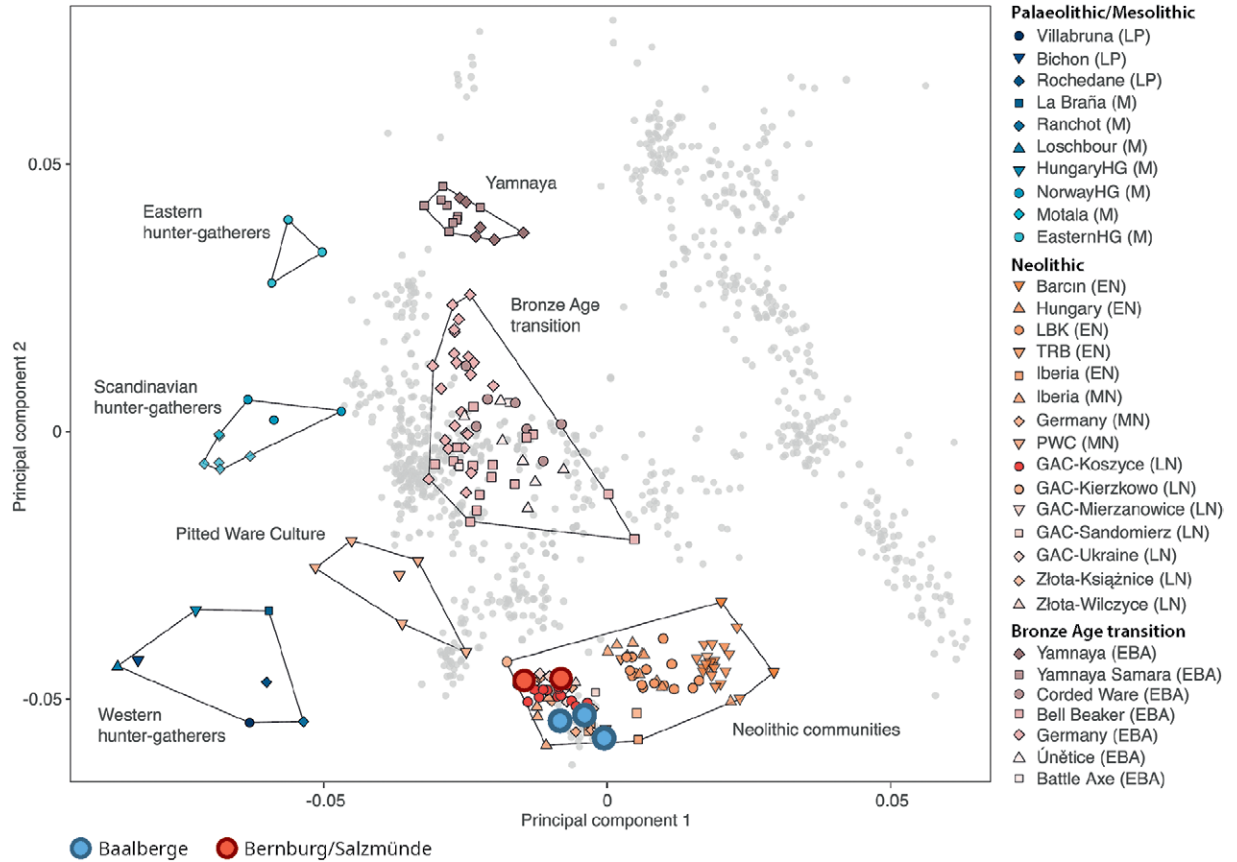 Palaeolithic/Mesolithic
Villabruna (LP)
Bichon (LP)
Rochedane (LP)
La Braña (M)
Ranchot (M)
Loschbour (M)
HungaryHG (M)
NorwayHG (M)
Motala (M)
EasternHG (M)
Neolithic
Barcın (EN)
Hungary (EN)
LBK (EN)
TRB (EN)
Iberia (EN)
Iberia (MN)
Germany (MN)
PWC (MN)
GAC-Koszyce (LN)
GAC-Kierzkowo (LN)
GAC-Mierzanowice (LN)
GAC-Sandomierz (LN)
GAC-Ukraine (LN)
Złota-Książnice (LN)
Złota-Wilczyce (LN)
Bronze Age transition
Yamnaya (EBA)
Yamnaya Samara (EBA)
Corded Ware (EBA)
Bell Beaker (EBA)
Germany (EBA)
Únětice (EBA)
Battle Axe (EBA)
Yamnaya
Eastern
hunter-gatherers
Bronze Age
transition
Scandinavian
hunter-gatherers
Pitted Ware Culture
Western
hunter-gatherers
Neolithic communities
Principal component 2
0.05
0
-0.05
-0.05
0
0.05
Principal component 1
Baalberge
Bernburg/Salzmünde